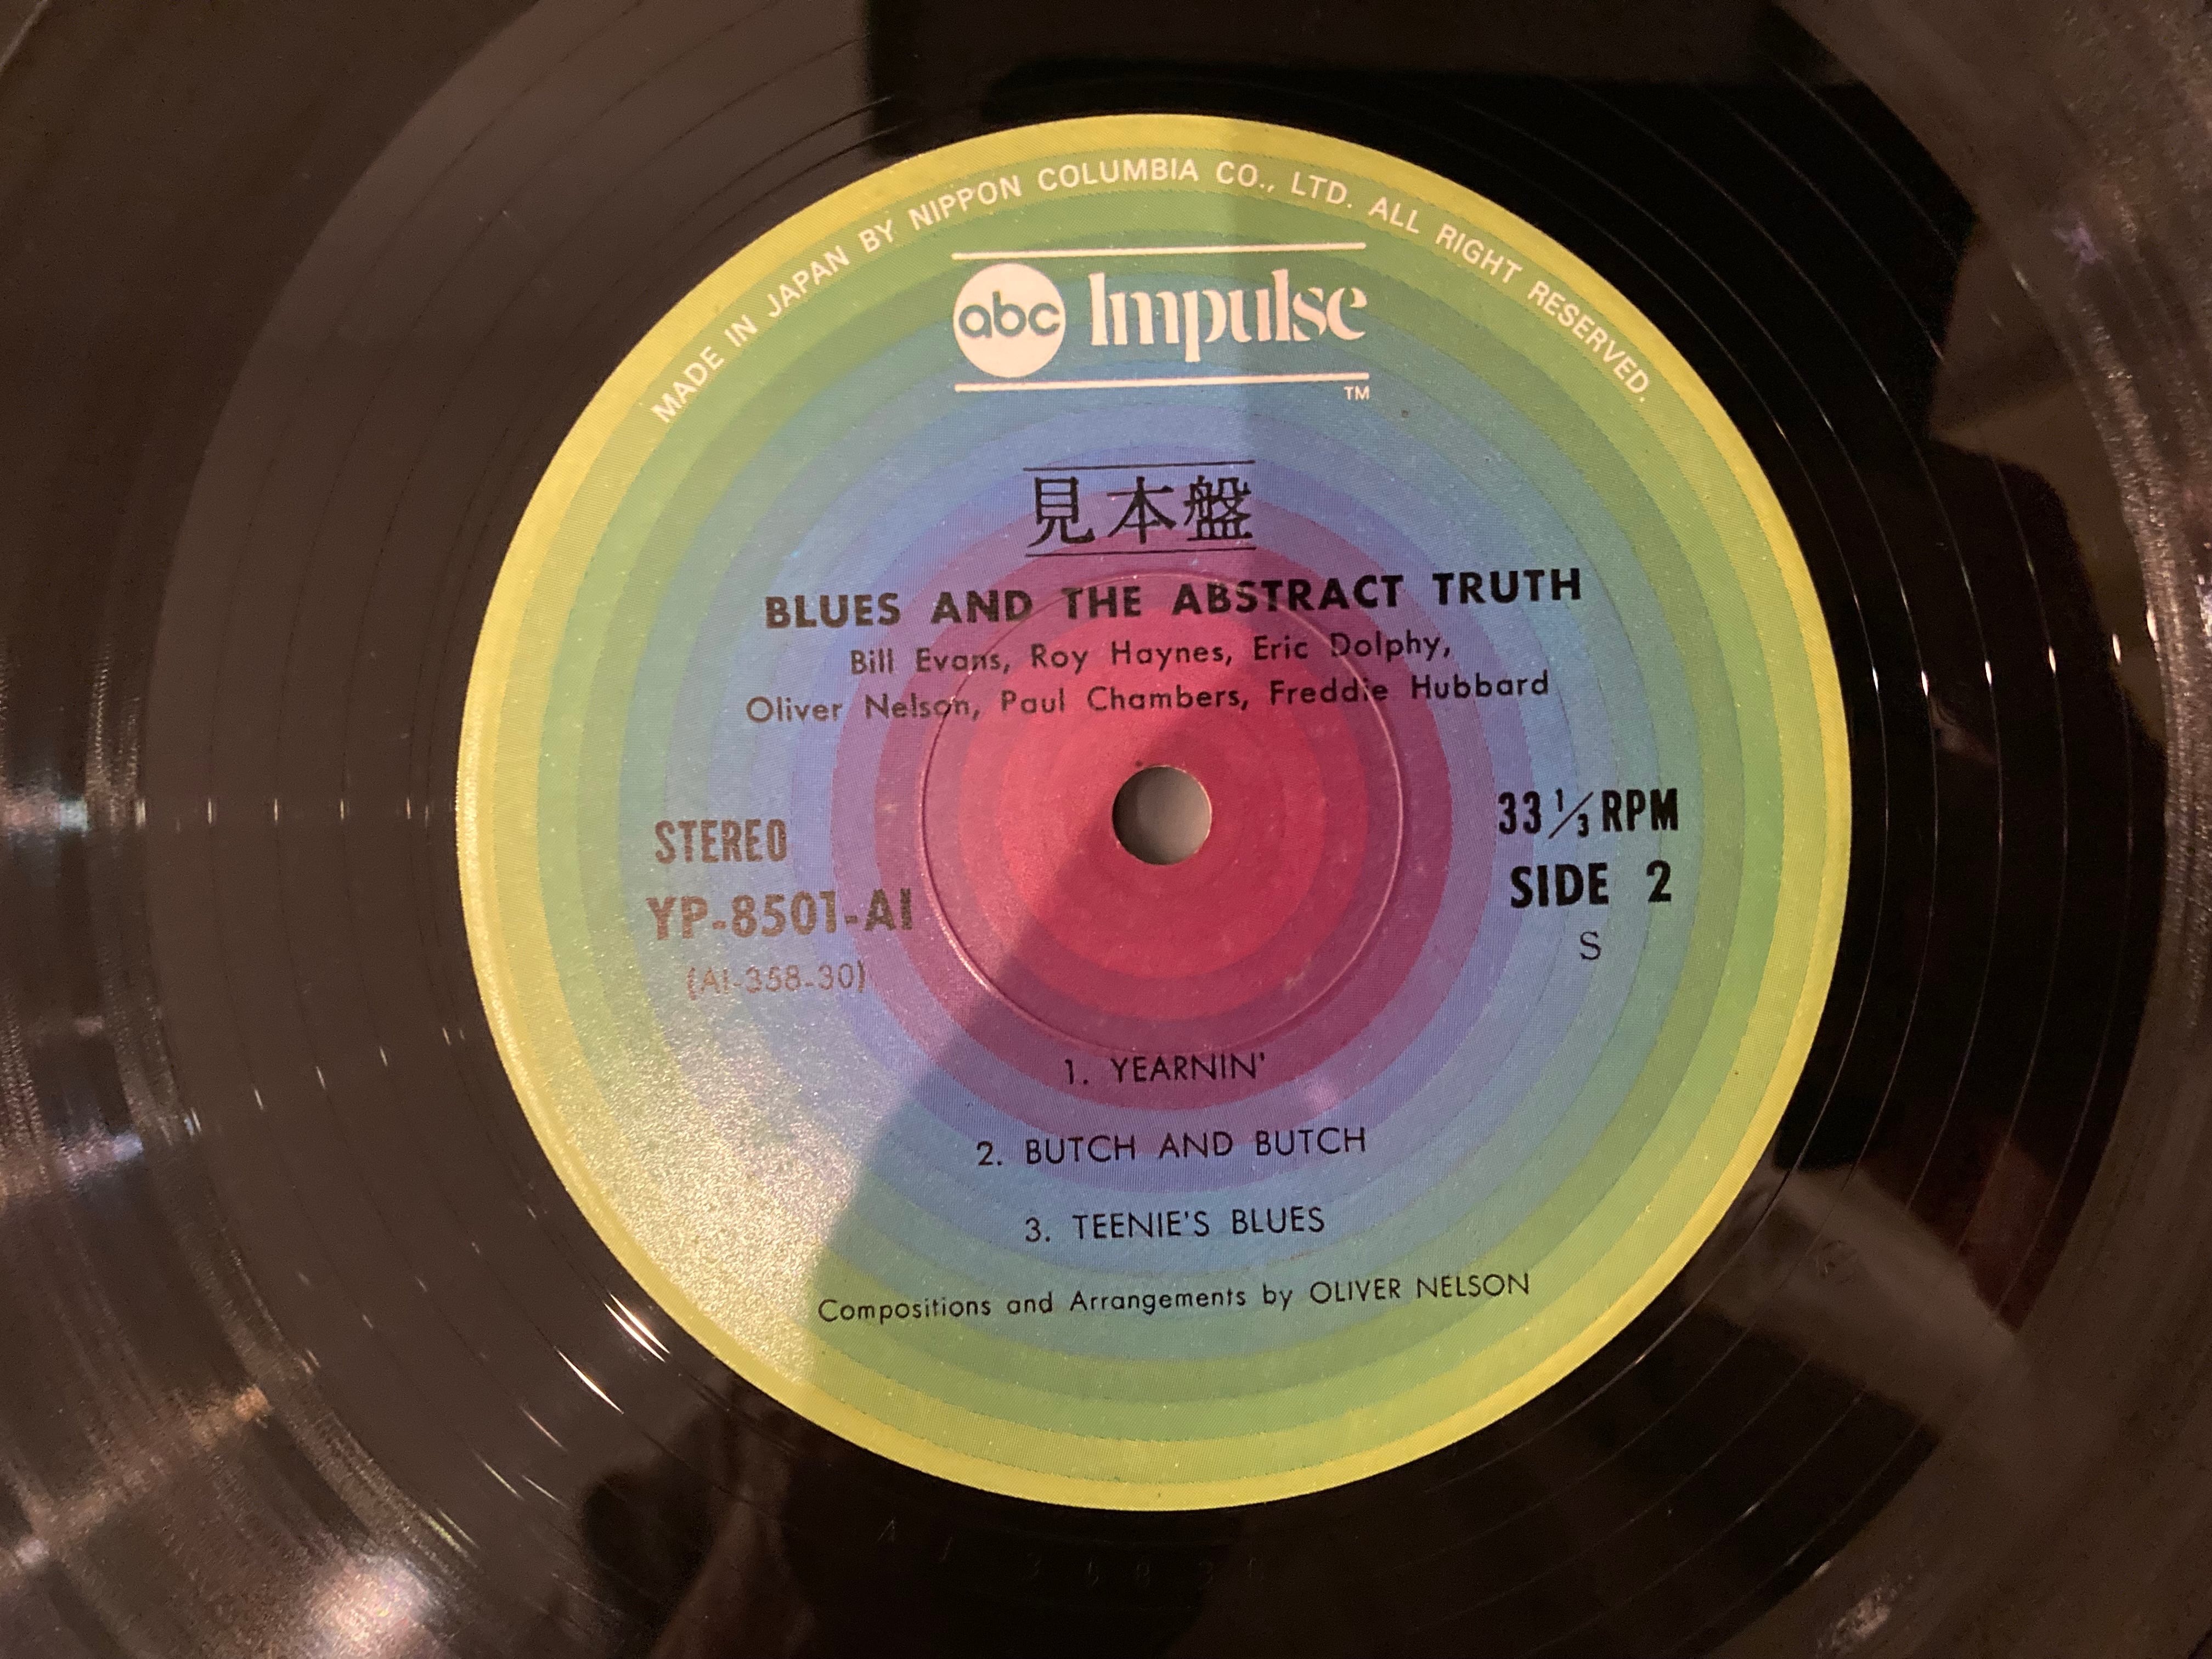 MADE IN JAPAN BY NIPPON COLUMBIA CO., LTD. ALL RIGHT RESERVED.
abc Impulse
TM
見本盤
BLUES AND THE ABSTRACT TRUTH
Bill Evans, Roy Haynes, Eric Dolphy,
Oliver Nelson, Paul Chambers, Freddie Hubbard
STEREO
YP-8501-AI
(AI-358-30)
33 1/3 RPM
SIDE 2
S
1. YEARNIN'
2. BUTCH AND BUTCH
3. TEENIE'S BLUES
Compositions and Arrangements by OLIVER NELSON